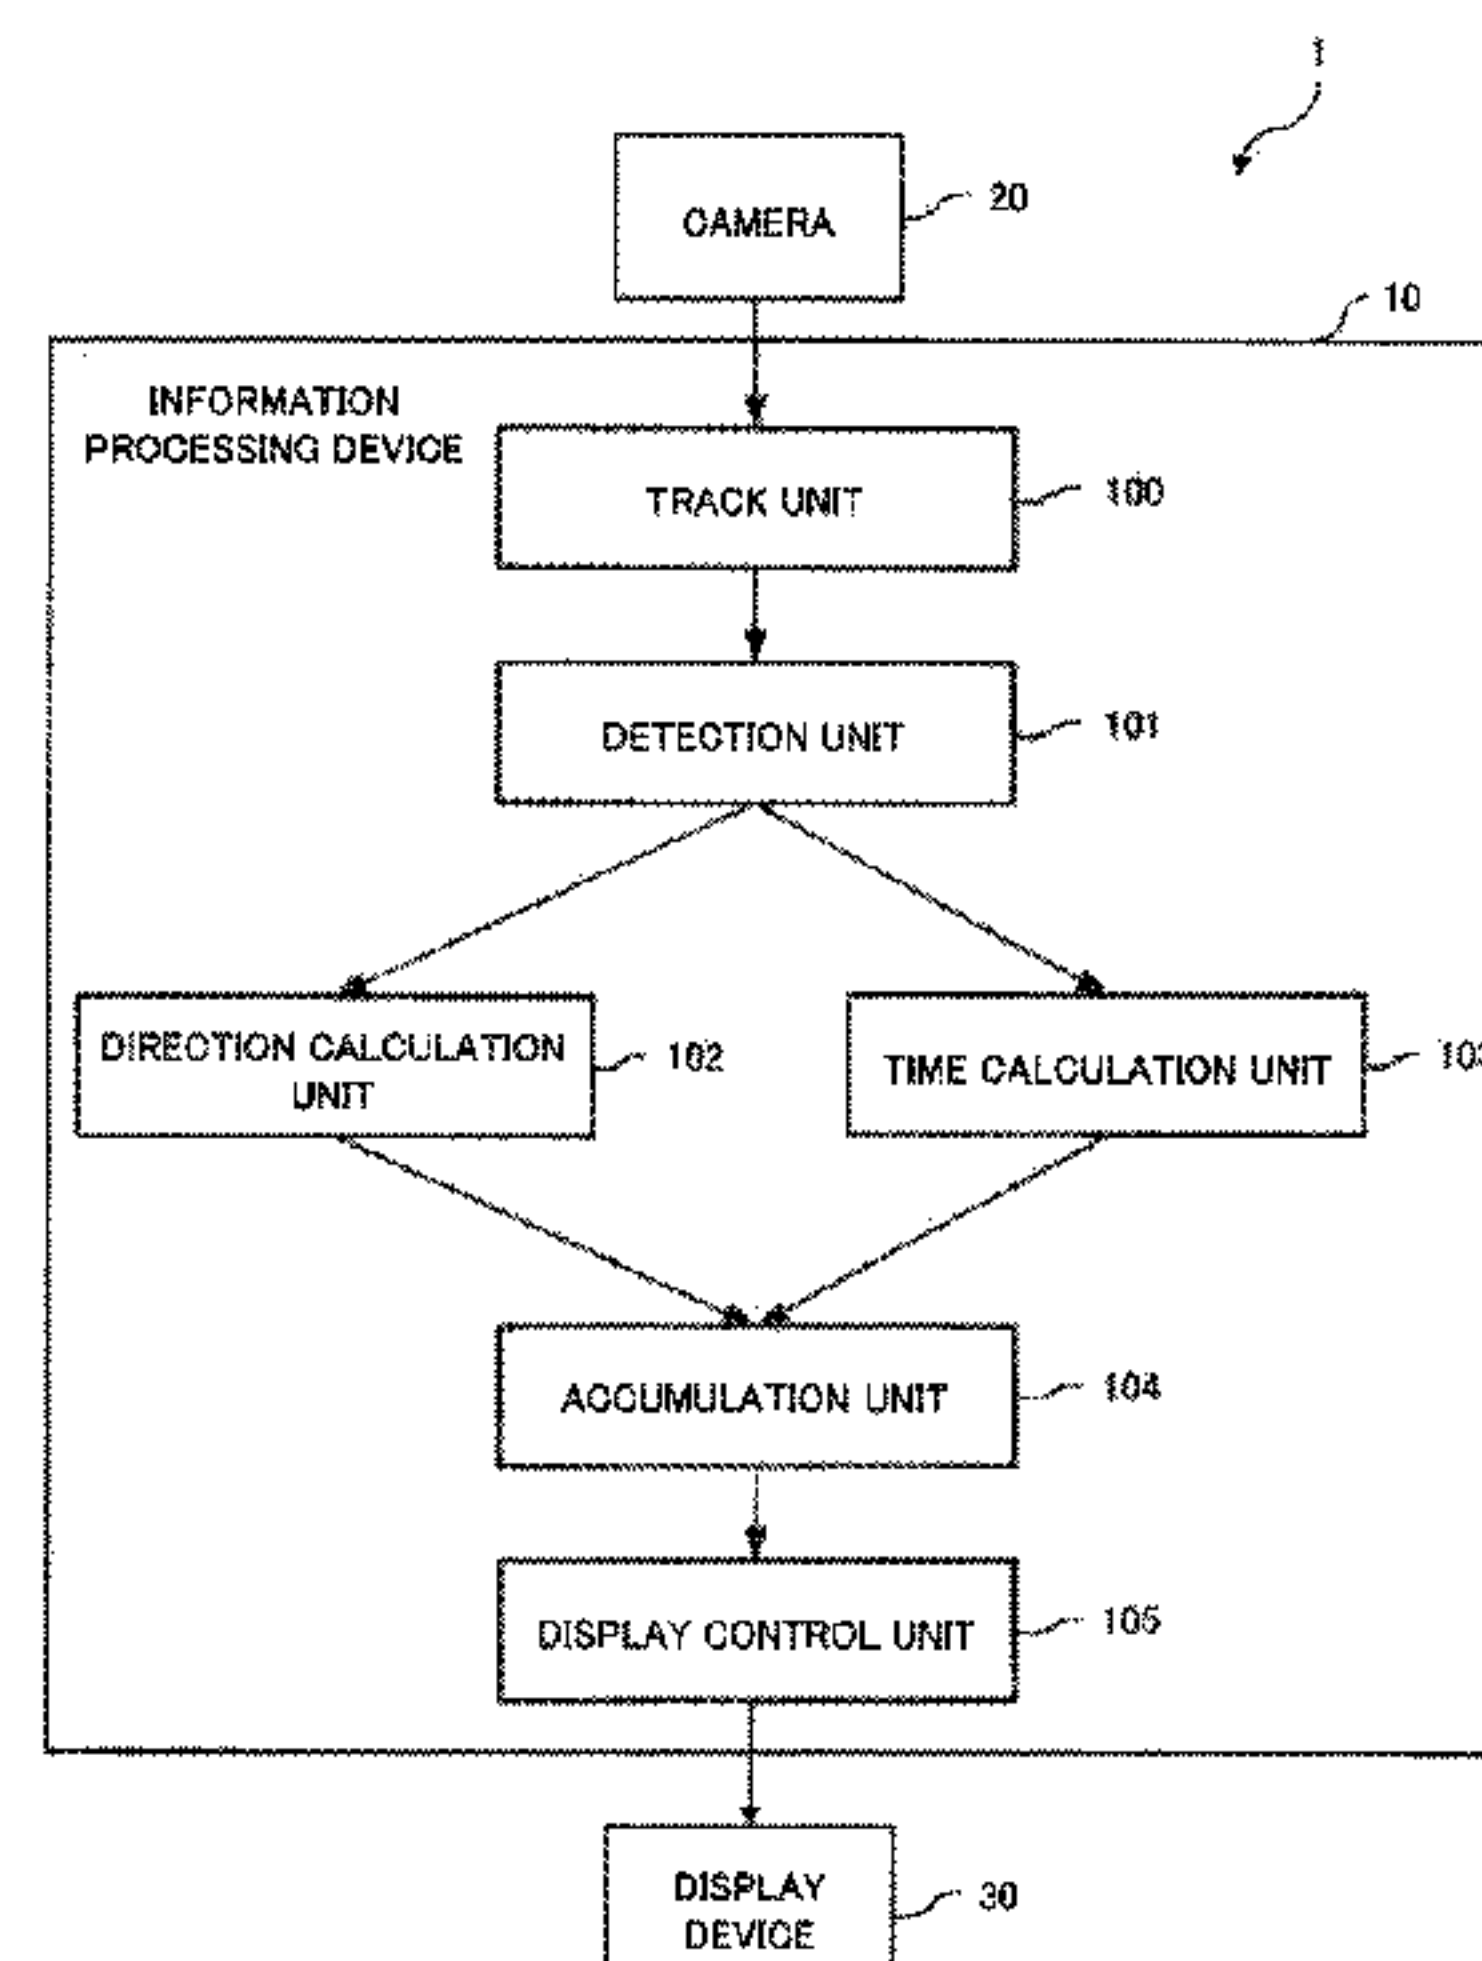 1
CAMERA
20
10
INFORMATION
PROCESSING DEVICE
TRACK UNIT
100
DETECTION UNIT
101
DIRECTION CALCULATION
UNIT
102
TIME CALCULATION UNIT
ACCUMULATION UNIT
104
DISPLAY CONTROL UNIT
105
DISPLAY
DEVICE
30